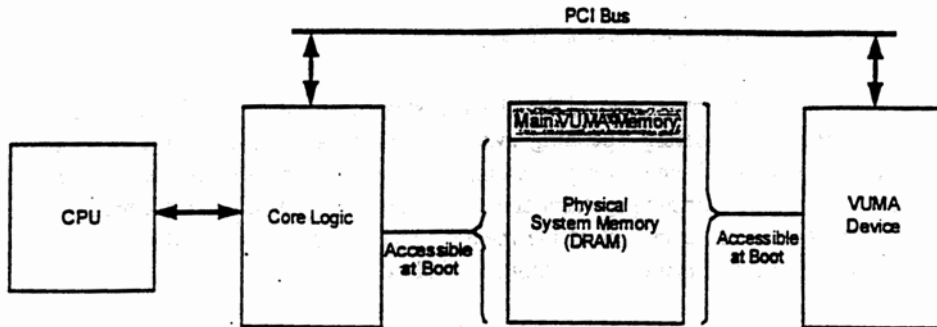 PCI Bus
Main VUMA Memory
CPU
Core Logic
Physical
System Memory
(DRAM)
VUMA
Device
Accessible
at Boot
Accessible
at Boot